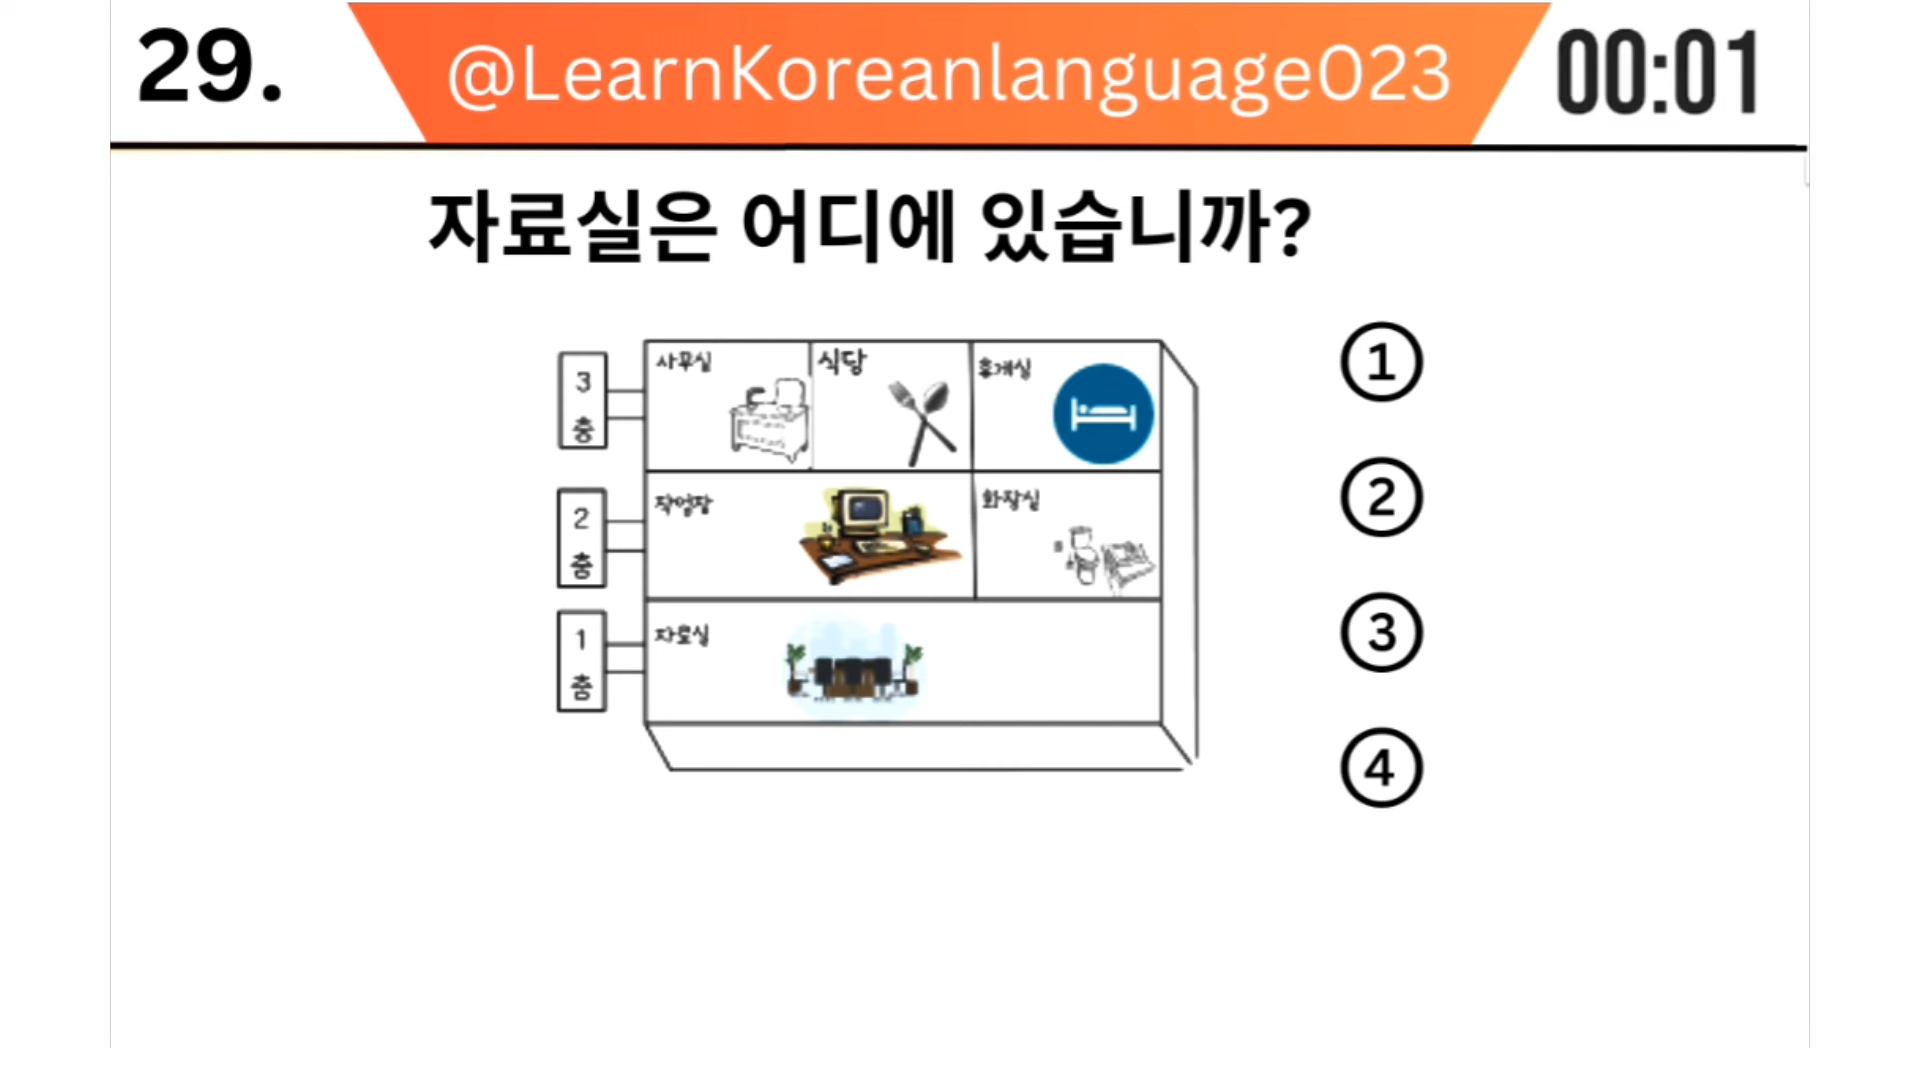 29.
@LearnKoreanlanguage023
00:01
자료실은 어디에 있습니까?
3층
사무실
식당
휴게실
2층
작업장
화장실
1층
자료실
①
②
③
④